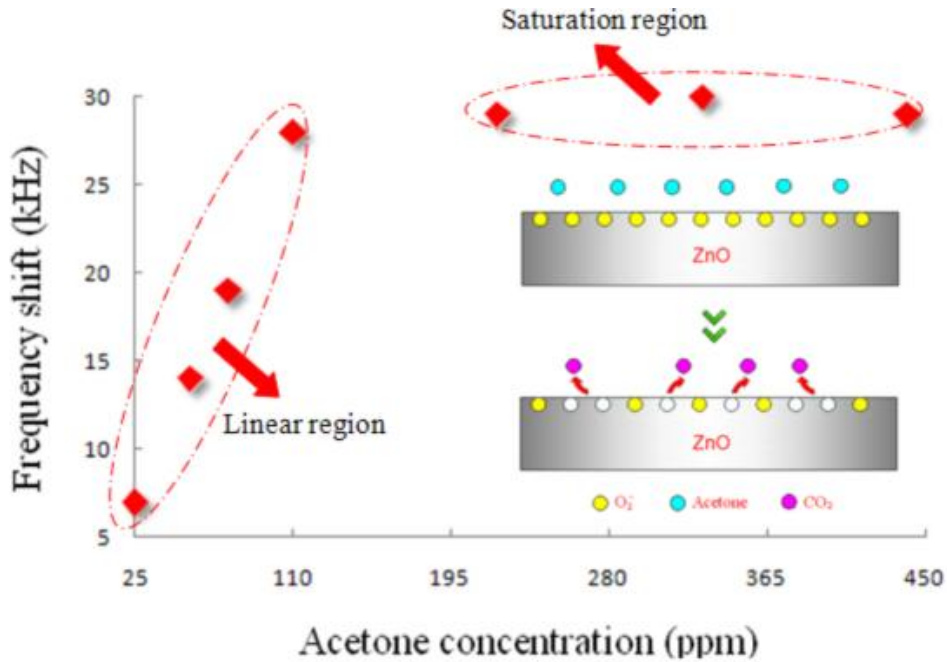 Saturation region
30
25
20
15
10
5
Frequency shift (kHz)
Linear region
ZnO
ZnO
O₂⁻ Acetone CO₂
25 110 195 280 365 450
Acetone concentration (ppm)